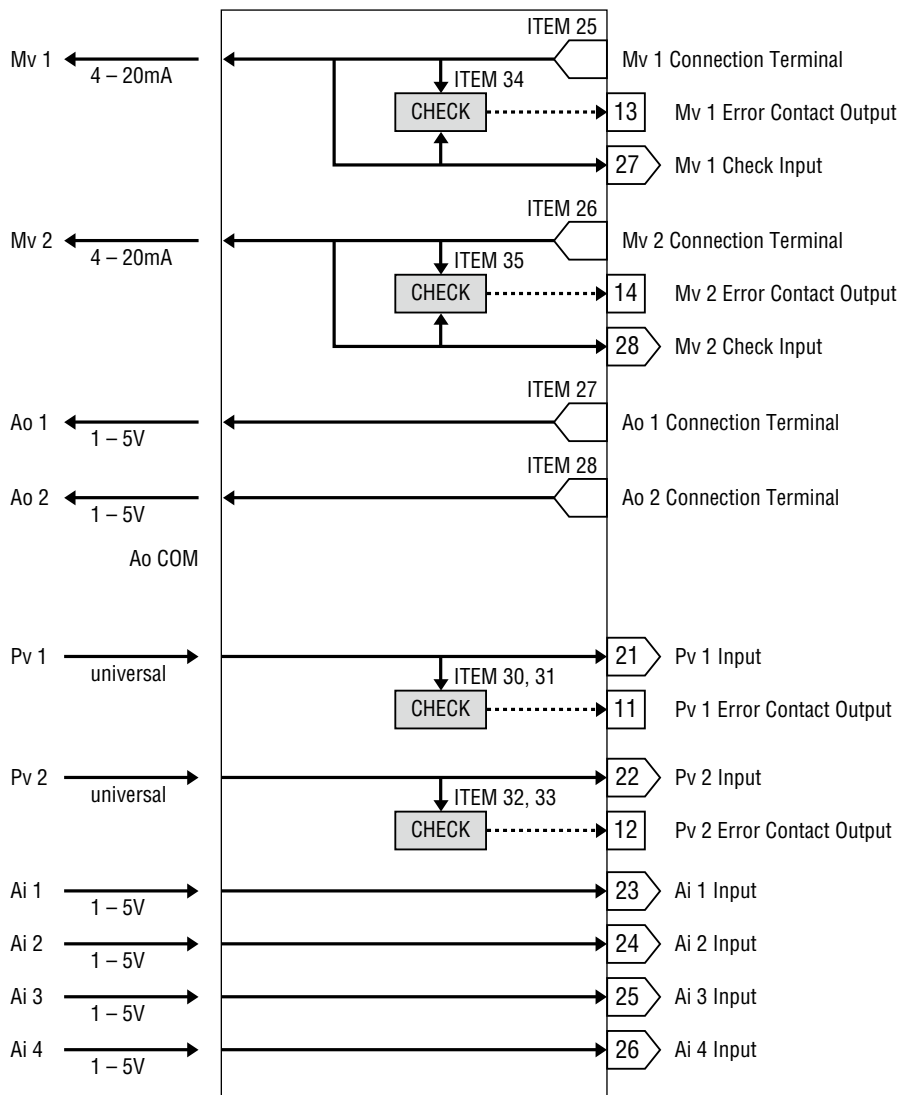 ITEM 25
Mv 1 4 – 20mA Mv 1 Connection Terminal
ITEM 34
CHECK 13 Mv 1 Error Contact Output
27 Mv 1 Check Input
ITEM 26
Mv 2 4 – 20mA Mv 2 Connection Terminal
ITEM 35
CHECK 14 Mv 2 Error Contact Output
28 Mv 2 Check Input
ITEM 27
Ao 1 1 – 5V Ao 1 Connection Terminal
ITEM 28
Ao 2 1 – 5V Ao 2 Connection Terminal
Ao COM
Pv 1 universal 21 Pv 1 Input
ITEM 30, 31
CHECK 11 Pv 1 Error Contact Output
Pv 2 universal 22 Pv 2 Input
ITEM 32, 33
CHECK 12 Pv 2 Error Contact Output
Ai 1 1 – 5V 23 Ai 1 Input
Ai 2 1 – 5V 24 Ai 2 Input
Ai 3 1 – 5V 25 Ai 3 Input
Ai 4 1 – 5V 26 Ai 4 Input